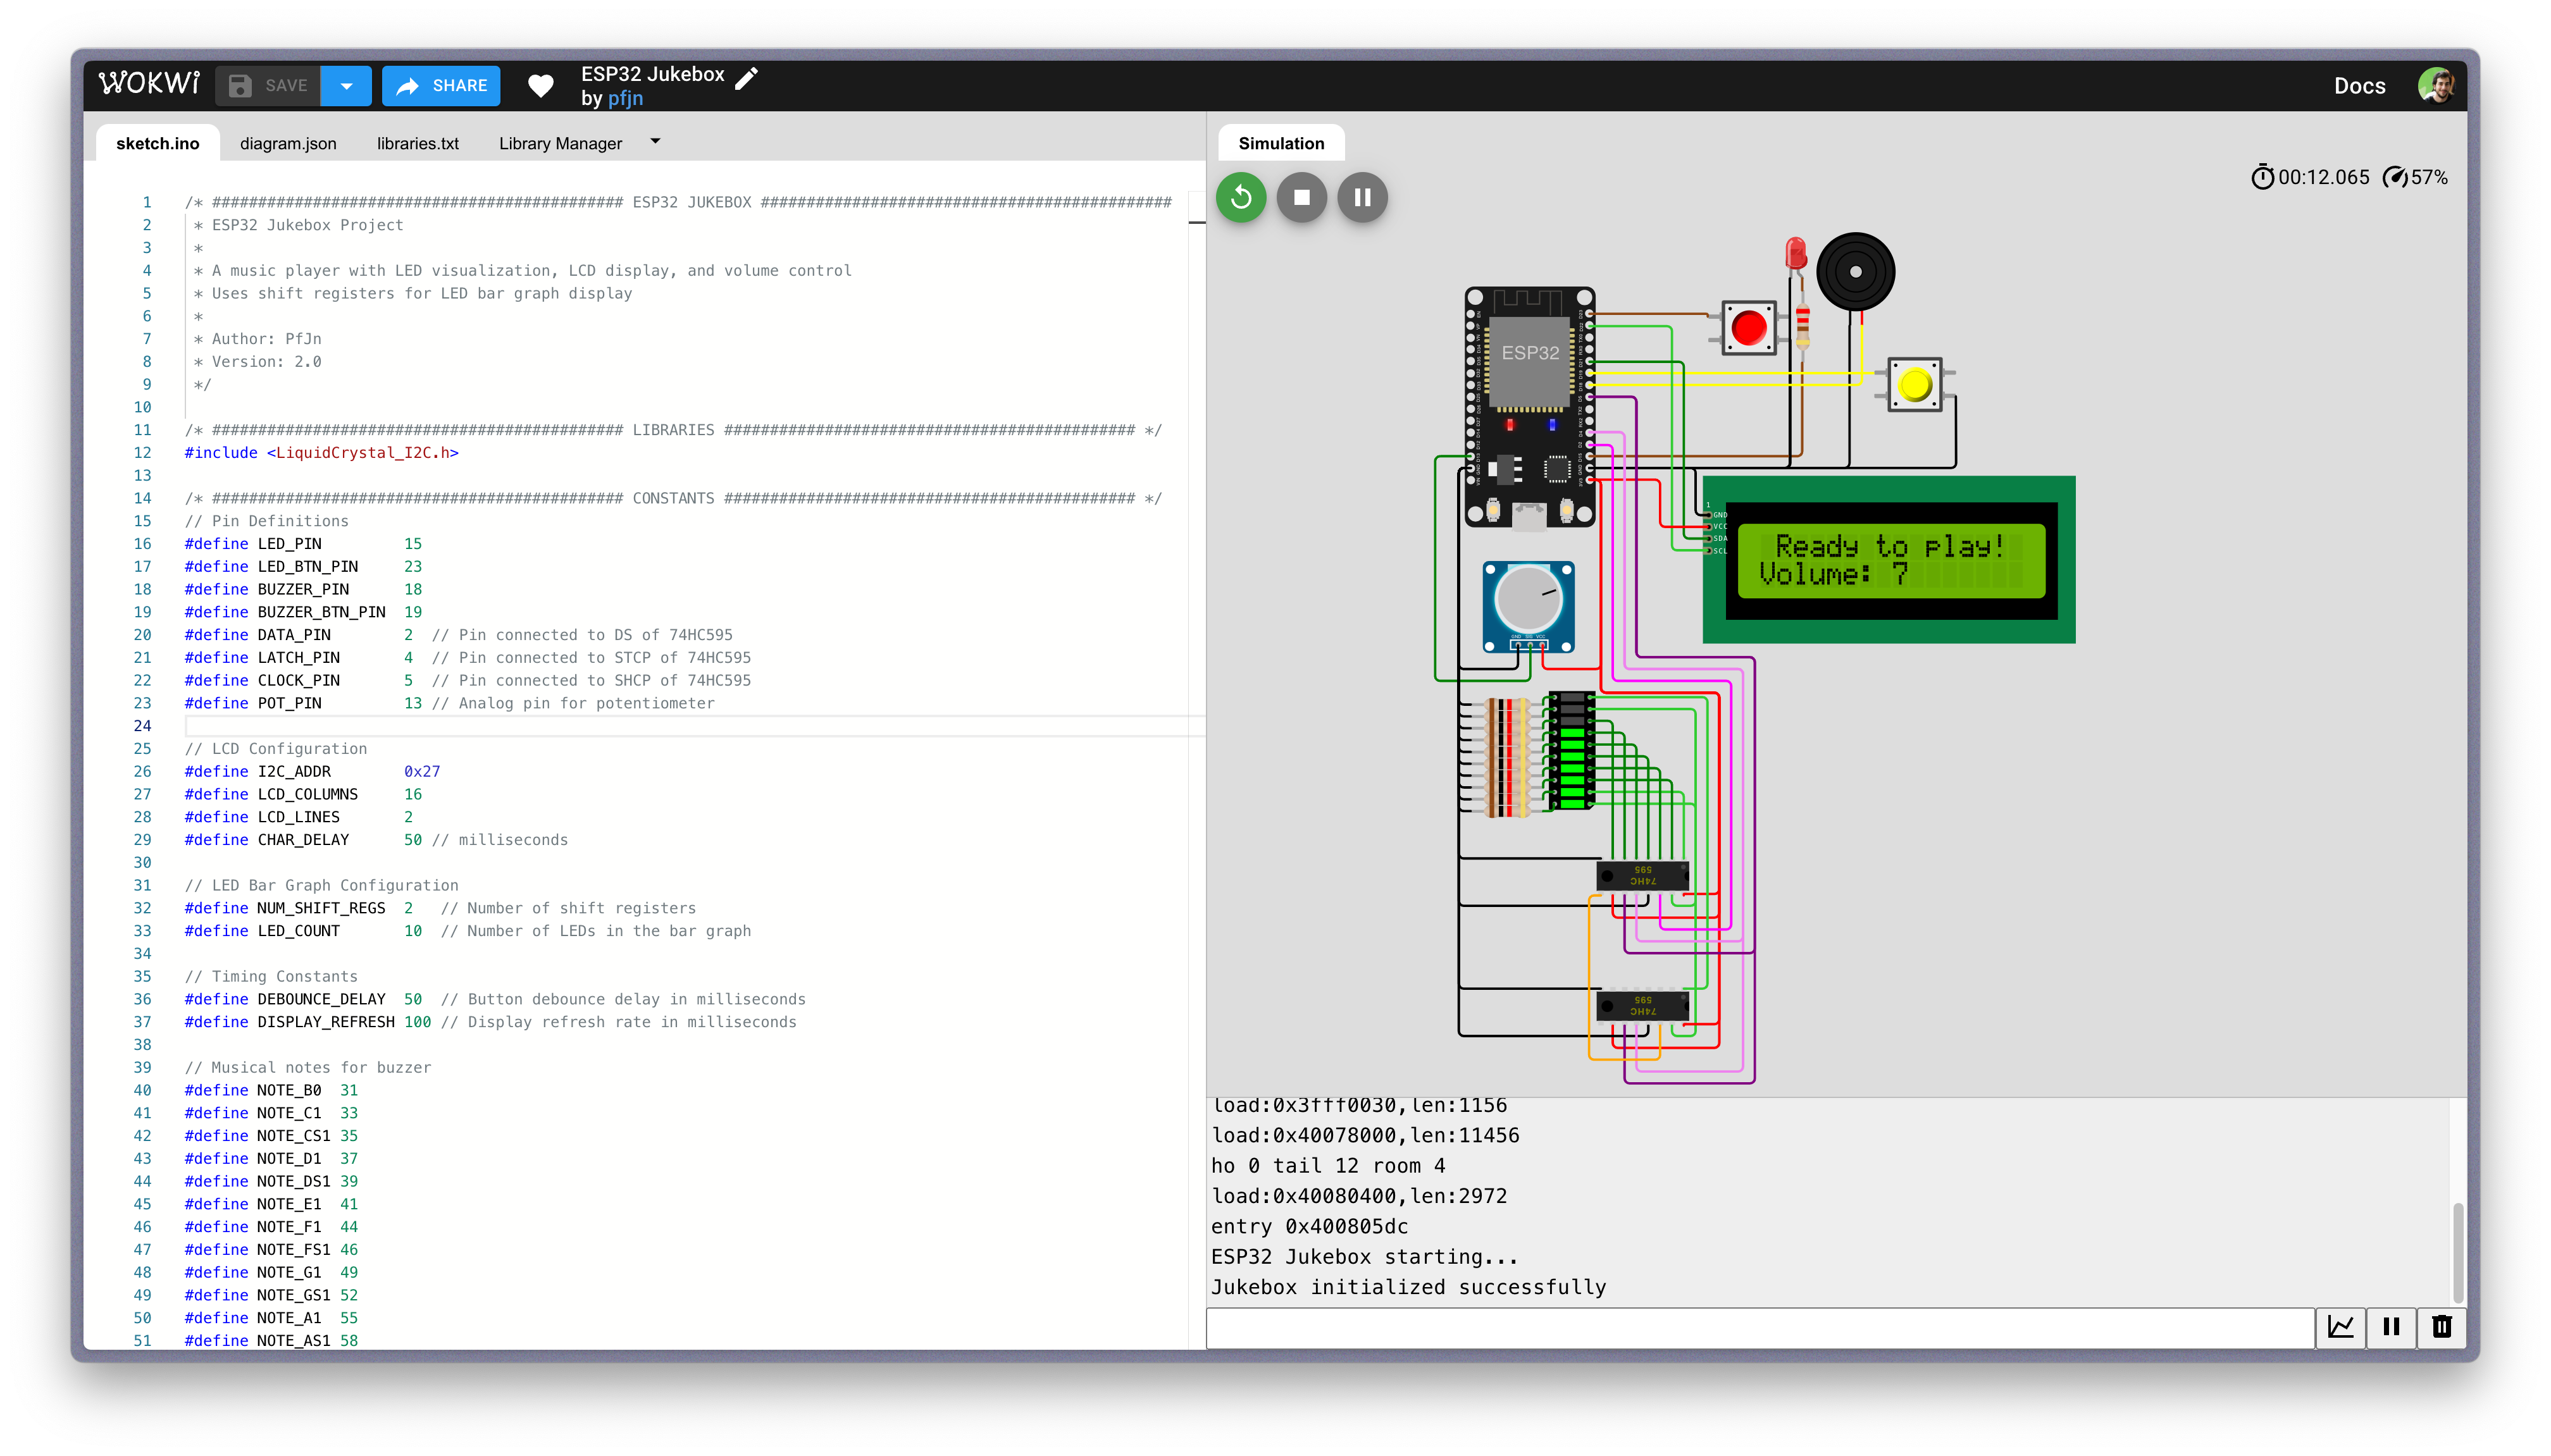 WOKWI SAVE SHARE ESP32 Jukebox
by pfjn
Docs
sketch.ino diagram.json libraries.txt Library Manager
1 /* ############################################# ESP32 JUKEBOX #############################################
2 * ESP32 Jukebox Project
3 *
4 * A music player with LED visualization, LCD display, and volume control
5 * Uses shift registers for LED bar graph display
6 *
7 * Author: PfJn
8 * Version: 2.0
9 */
10
11 /* ############################################# LIBRARIES ############################################# */
12 #include <LiquidCrystal_I2C.h>
13
14 /* ############################################# CONSTANTS ############################################# */
15 // Pin Definitions
16 #define LED_PIN 15
17 #define LED_BTN_PIN 23
18 #define BUZZER_PIN 18
19 #define BUZZER_BTN_PIN 19
20 #define DATA_PIN 2 // Pin connected to DS of 74HC595
21 #define LATCH_PIN 4 // Pin connected to STCP of 74HC595
22 #define CLOCK_PIN 5 // Pin connected to SHCP of 74HC595
23 #define POT_PIN 13 // Analog pin for potentiometer
24
25 // LCD Configuration
26 #define I2C_ADDR 0x27
27 #define LCD_COLUMNS 16
28 #define LCD_LINES 2
29 #define CHAR_DELAY 50 // milliseconds
30
31 // LED Bar Graph Configuration
32 #define NUM_SHIFT_REGS 2 // Number of shift registers
33 #define LED_COUNT 10 // Number of LEDs in the bar graph
34
35 // Timing Constants
36 #define DEBOUNCE_DELAY 50 // Button debounce delay in milliseconds
37 #define DISPLAY_REFRESH 100 // Display refresh rate in milliseconds
38
39 // Musical notes for buzzer
40 #define NOTE_B0 31
41 #define NOTE_C1 33
42 #define NOTE_CS1 35
43 #define NOTE_D1 37
44 #define NOTE_DS1 39
45 #define NOTE_E1 41
46 #define NOTE_F1 44
47 #define NOTE_FS1 46
48 #define NOTE_G1 49
49 #define NOTE_GS1 52
50 #define NOTE_A1 55
51 #define NOTE_AS1 58
Simulation
00:12.065 57%
ESP32
1
GND
VCC
SDA
SCL
Ready to play!
Volume: 7
GND SIG VCC
74HC
595
74HC
595
load:0x3fff0030,len:1156
load:0x40078000,len:11456
ho 0 tail 12 room 4
load:0x40080400,len:2972
entry 0x400805dc
ESP32 Jukebox starting...
Jukebox initialized successfully